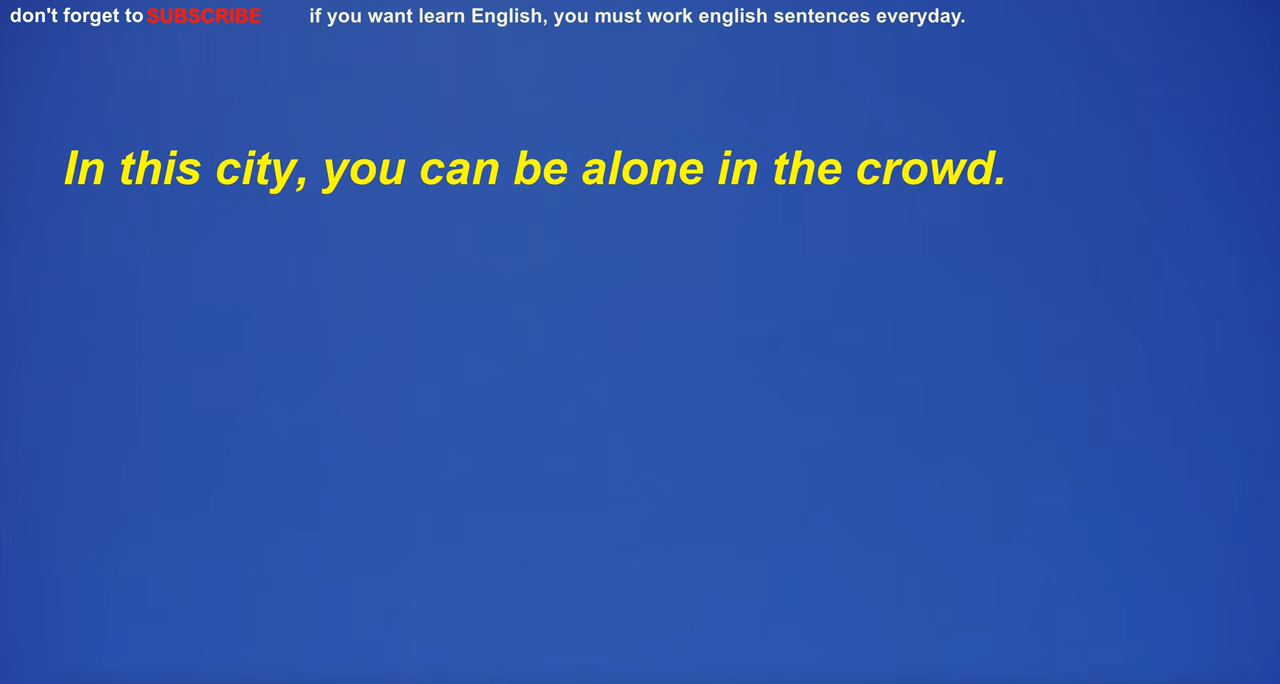 don't forget to SUBSCRIBE if you want learn English, you must work english sentences everyday.
In this city, you can be alone in the crowd.